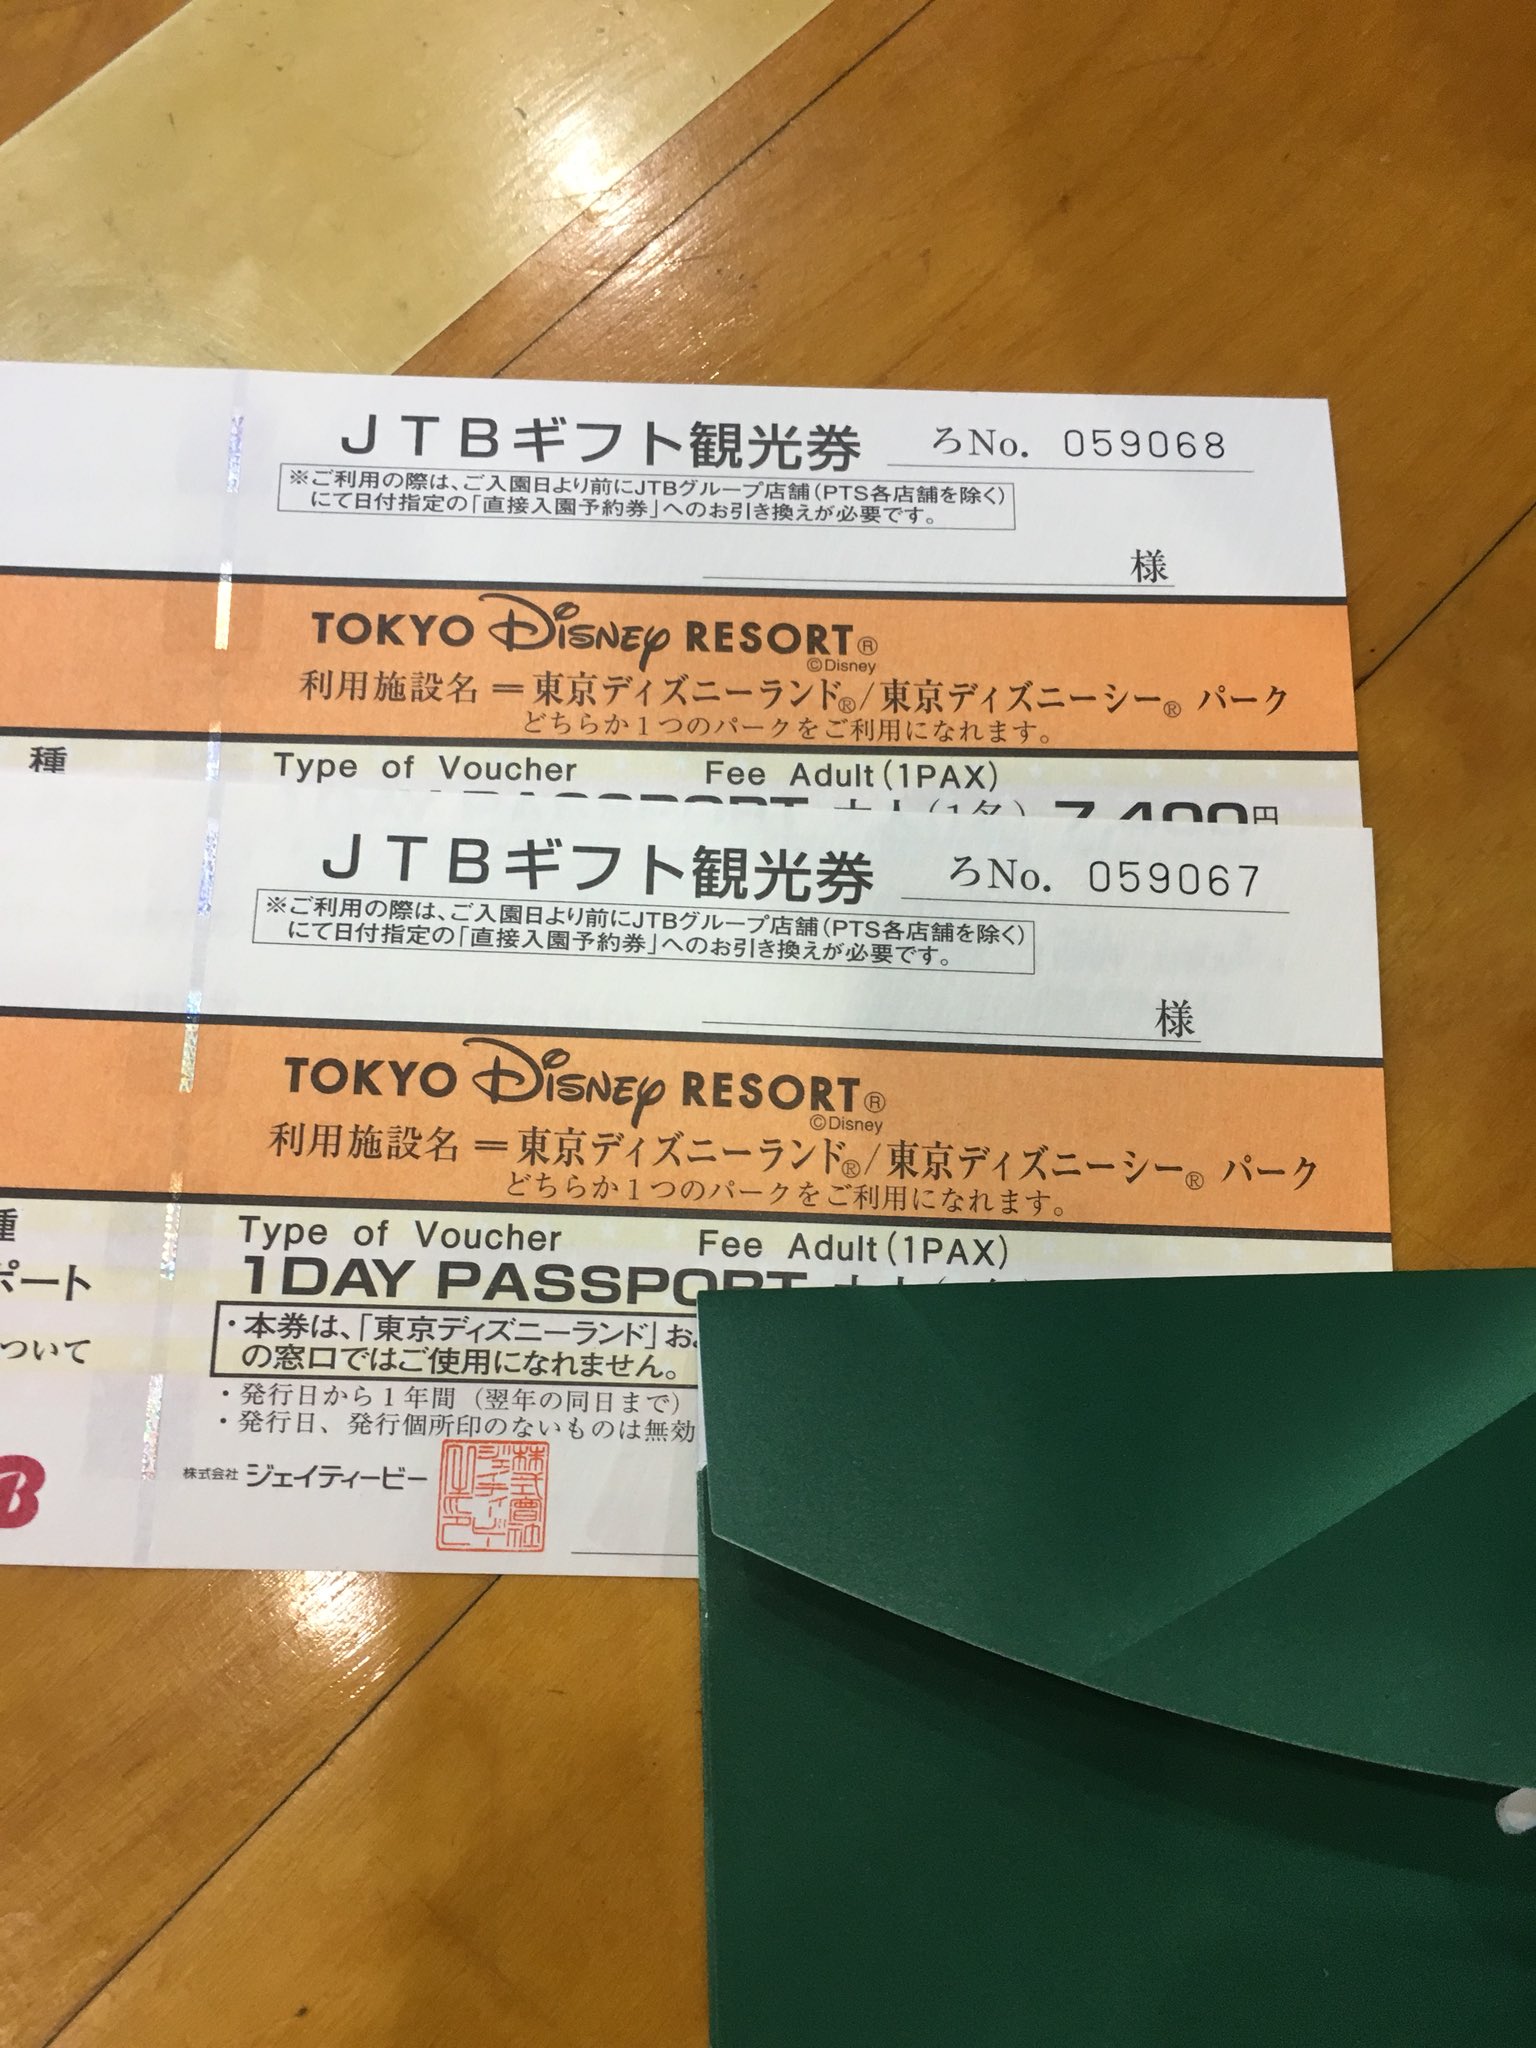 JTBギフト観光券 ろNo. 059068
※ご利用の際は、ご入園日より前にJTBグループ店舗(PTS各店舗を除く)
にて日付指定の「直接入園予約券」へのお引き換えが必要です。
様
TOKYO Disney RESORT®
©Disney
利用施設名＝東京ディズニーランド®/東京ディズニーシー® パーク
どちらか1つのパークをご利用になれます。
種
Type of Voucher Fee Adult(1PAX)
PASSPORT 大人(1名) 7,400円
JTBギフト観光券 ろNo. 059067
※ご利用の際は、ご入園日より前にJTBグループ店舗(PTS各店舗を除く)
にて日付指定の「直接入園予約券」へのお引き換えが必要です。
様
TOKYO Disney RESORT®
©Disney
利用施設名＝東京ディズニーランド®/東京ディズニーシー® パーク
どちらか1つのパークをご利用になれます。
種
Type of Voucher Fee Adult(1PAX)
ポート
1DAY PASSPORT
・本券は、「東京ディズニーランド」お
の窓口ではご使用になれません。
ついて
・発行日から1年間(翌年の同日まで)
・発行日、発行個所印のないものは無効
B
株式会社 ジェイティービー